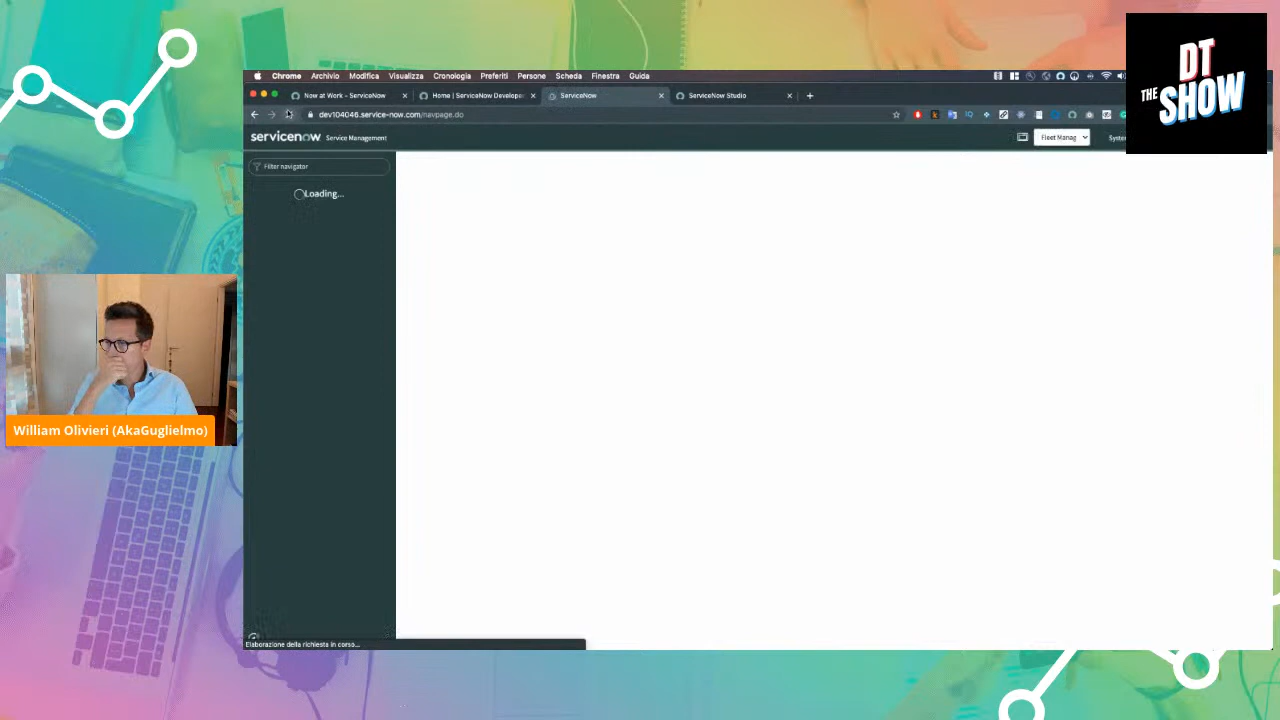 DT
THE SHOW
Chrome Archivio Modifica Visualizza Cronologia Preferiti Persone Scheda Finestra Guida
Now at Work - ServiceNow
Home | ServiceNow Developer
ServiceNow
ServiceNow Studio
dev104046.service-now.com/navpage.do
servicenow Service Management
Fleet Manag
Syste
Filter navigator
Loading...
William Olivieri (AkaGuglielmo)
Elaborazione della richiesta in corso...